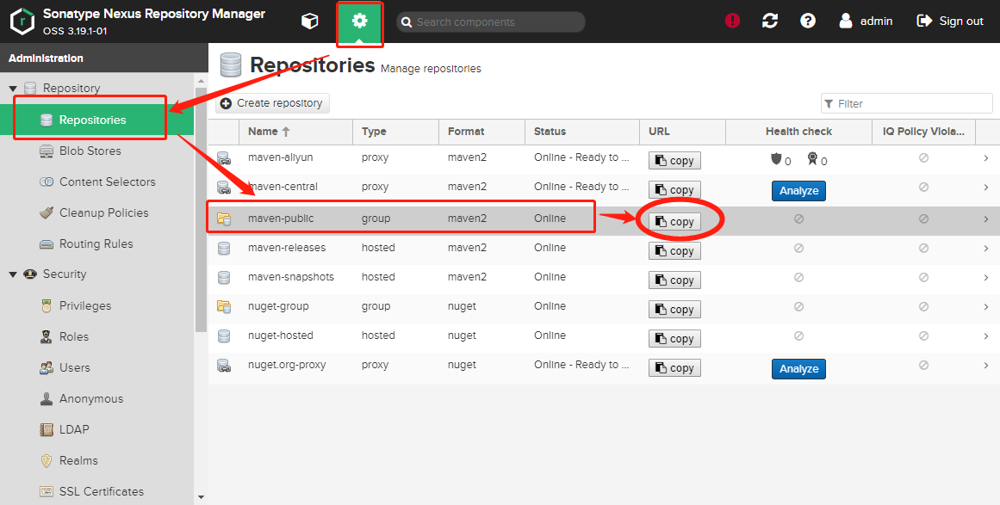 Sonatype Nexus Repository Manager
OSS 3.19.1-01
Search components
admin
Sign out
Administration
Repository
Repositories
Blob Stores
Content Selectors
Cleanup Policies
Routing Rules
Security
Privileges
Roles
Users
Anonymous
LDAP
Realms
SSL Certificates
Repositories Manage repositories
Create repository
Filter
Name Type Format Status URL Health check IQ Policy Viola...
maven-aliyun proxy maven2 Online - Ready to ... copy 0 0
maven-central proxy maven2 Online - Ready to ... copy Analyze
maven-public group maven2 Online copy
maven-releases hosted maven2 Online copy
maven-snapshots hosted maven2 Online copy
nuget-group group nuget Online copy
nuget-hosted hosted nuget Online copy
nuget.org-proxy proxy nuget Online - Ready to ... copy Analyze